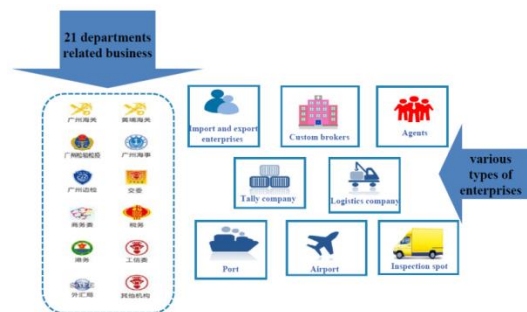 21 departments
related business
广州海关
黄埔海关
广州检验检疫
广州海事
广州边检
交委
商务委
税务
港务
工信委
外汇局
其他机构
Import and export
enterprises
Custom brokers
Agents
Tally company
Logistics company
Port
Airport
Inspection spot
various
types of
enterprises